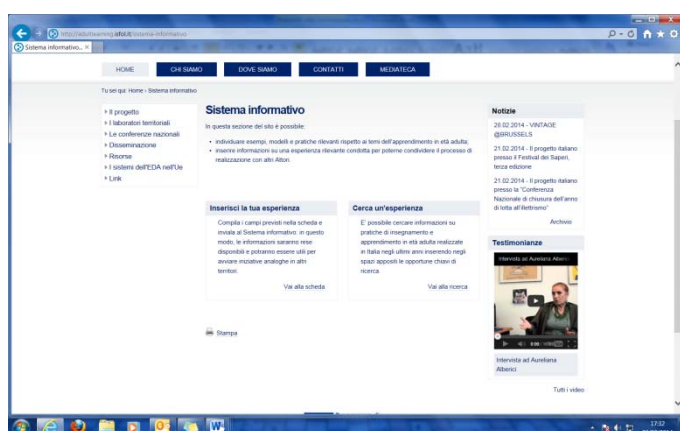 http://adultlearning.isfol.it/sistema-informativo
Sistema informativo...
HOME
CHI SIAMO
DOVE SIAMO
CONTATTI
MEDIATECA
Tu sei qui: Home › Sistema informativo
Il progetto
I laboratori territoriali
Le conferenze nazionali
Disseminazione
Risorse
I sistemi dell'EDA nell'Ue
Link
Sistema informativo
In questa sezione del sito è possibile:
individuare esempi, modelli e pratiche rilevanti rispetto ai temi dell'apprendimento in età adulta;
inserire informazioni su una esperienza rilevante condotta per poterne condividere il processo di
realizzazione con altri Attori.
Inserisci la tua esperienza
Compila i campi previsti nella scheda e
inviala al Sistema informativo: in questo
modo, le informazioni saranno rese
disponibili e potranno essere utili per
avviare iniziative analoghe in altri
territori.
Vai alla scheda
Cerca un'esperienza
E' possibile cercare informazioni su
pratiche di insegnamento e
apprendimento in età adulta realizzate
in Italia negli ultimi anni inserendo negli
spazi appositi le opportune chiavi di
ricerca.
Vai alla ricerca
Stampa
Notizie
28.02.2014 - VINTAGE
@BRUSSELS
21.02.2014 - Il progetto italiano
presso il Festival dei Saperi,
terza edizione
21.02.2014 - Il progetto italiano
presso la "Conferenza
Nazionale di chiusura dell'anno
di lotta all'illettrismo"
Archivio
Testimonianze
Intervista ad Aureliana Alberici
Intervista ad Aureliana
Alberici
Tutti i video
17:32